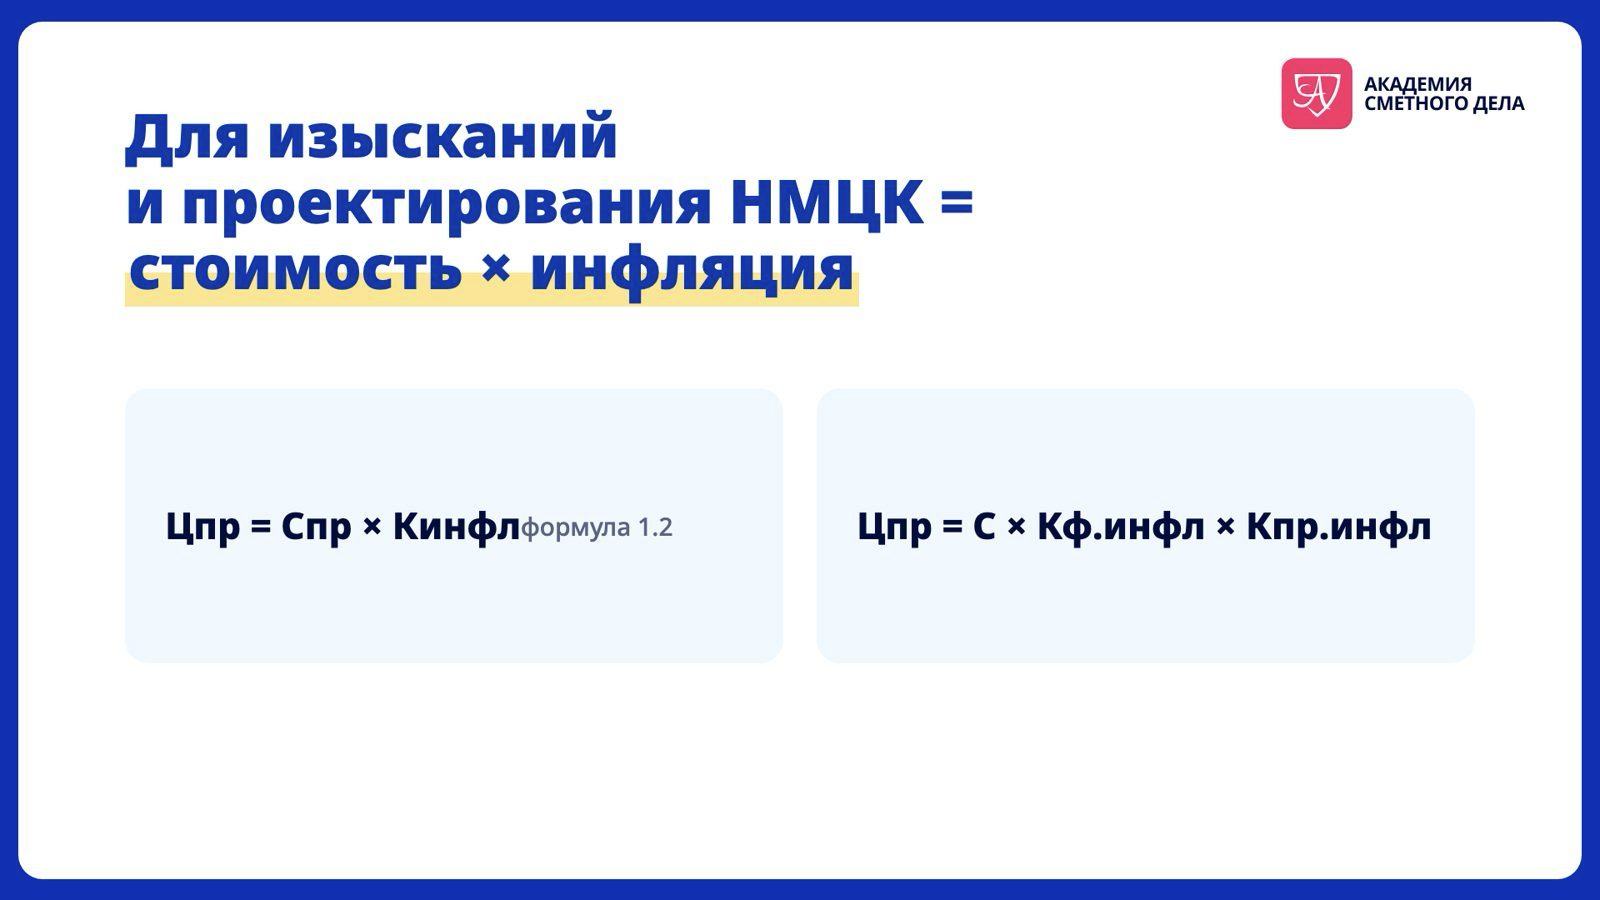 АКАДЕМИЯ
СМЕТНОГО ДЕЛА
Для изысканий
и проектирования НМЦК =
стоимость × инфляция
Цпр = Спр × Кинфлформула 1.2
Цпр = С × Кф.инфл × Кпр.инфл